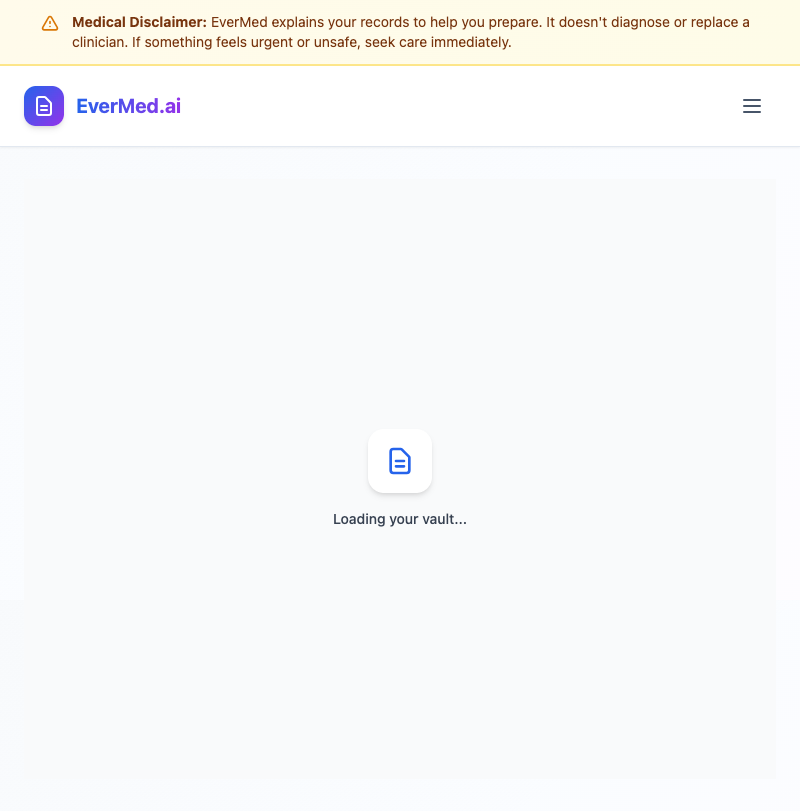 Medical Disclaimer: EverMed explains your records to help you prepare. It doesn't diagnose or replace a
clinician. If something feels urgent or unsafe, seek care immediately.
EverMed.ai
Loading your vault...